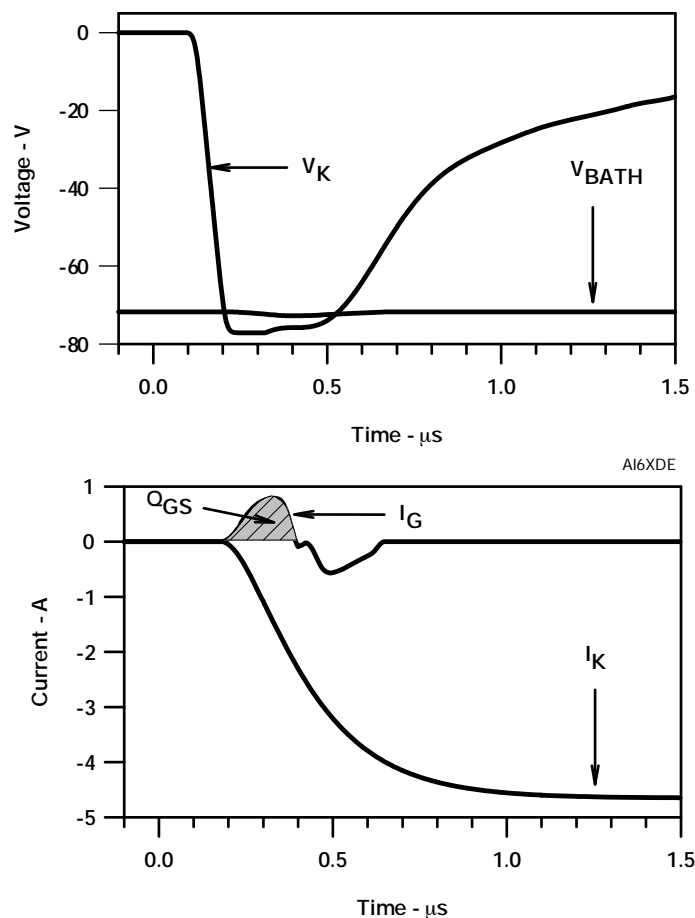 0
-20
-40
-60
-80
Voltage - V
V_K
V_BATH
0.0 0.5 1.0 1.5
Time - μs
AI6XDE
1
0
-1
-2
-3
-4
-5
Current - A
Q_GS
I_G
I_K
0.0 0.5 1.0 1.5
Time - μs